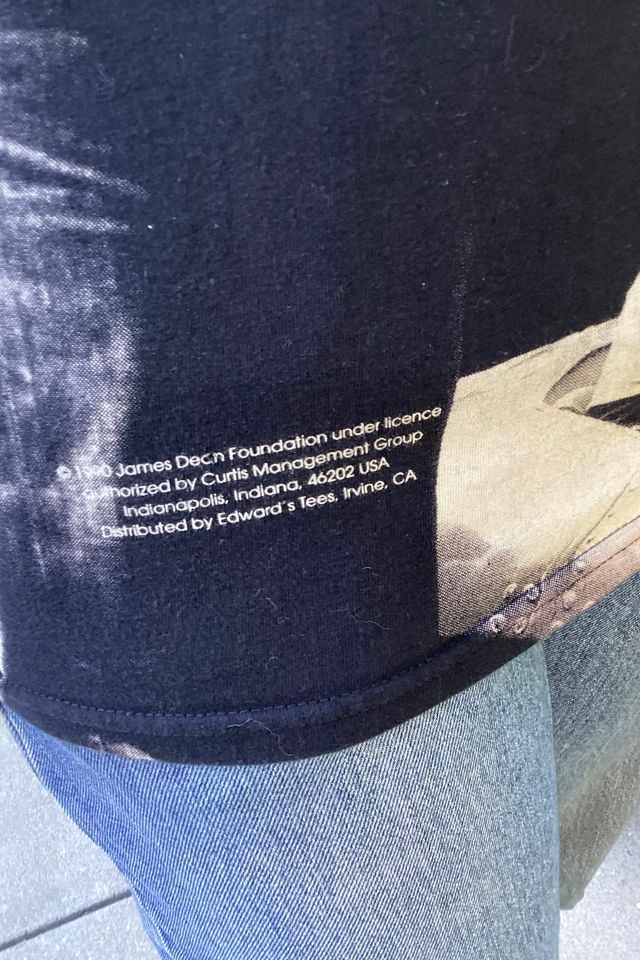 © 1990 James Dean Foundation under licence
authorized by Curtis Management Group
Indianapolis, Indiana, 46202 USA
Distributed by Edward's Tees, Irvine, CA